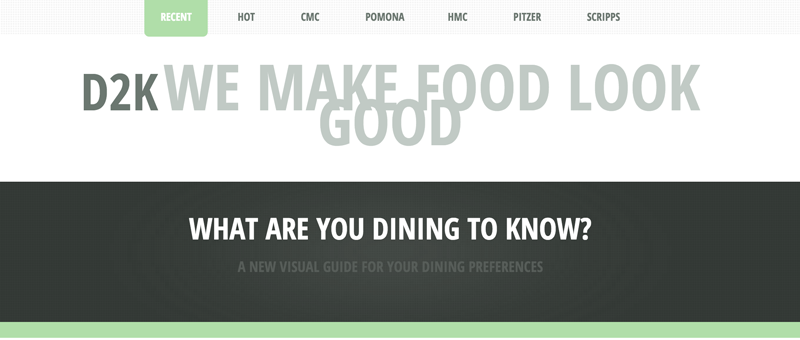 RECENT HOT CMC POMONA HMC PITZER SCRIPPS
D2K WE MAKE FOOD LOOK
GOOD
WHAT ARE YOU DINING TO KNOW?
A NEW VISUAL GUIDE FOR YOUR DINING PREFERENCES